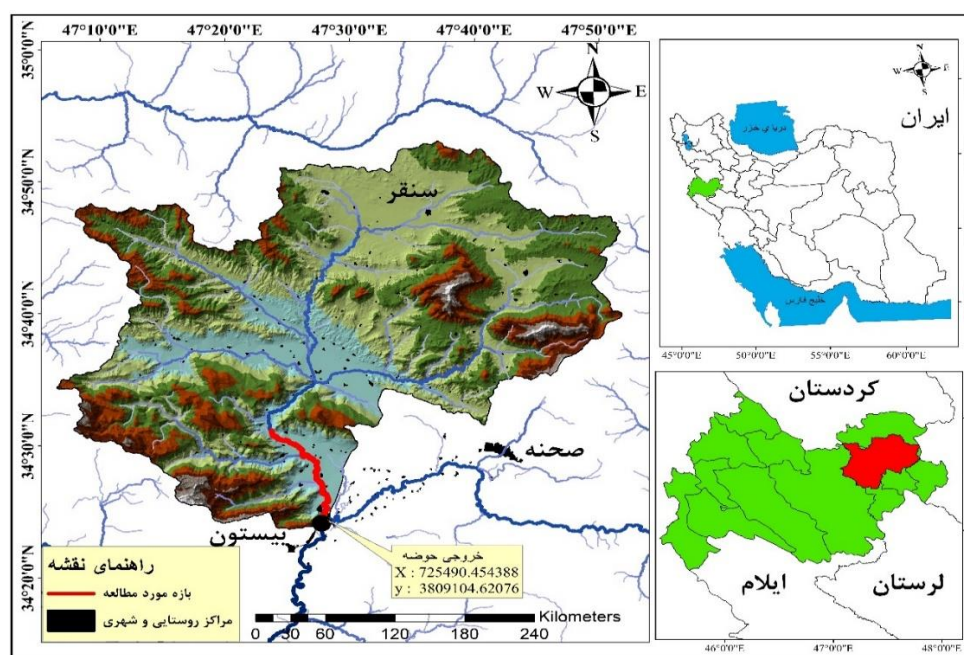 47°10'0"E 47°20'0"E 47°30'0"E 47°40'0"E 47°50'0"E
35°0'0"N
34°50'0"N
34°40'0"N
34°30'0"N
34°20'0"N
N
W E
S
سنقر
صحنه
بیستون
خروجی حوضه
X : 725490.454388
y : 3809104.62076
راهنمای نقشه
بازه مورد مطالعه
مراکز روستایی و شهری
Kilometers
0 30 60 120 180 240
N
W
S
ایران
دریا ی خزر
خلیج فارس
45°0'0"E 50°0'0"E 55°0'0"E 60°0'0"E
کردستان
ایلام
لرستان
46°0'0"E 47°0'0"E 48°0'0"E